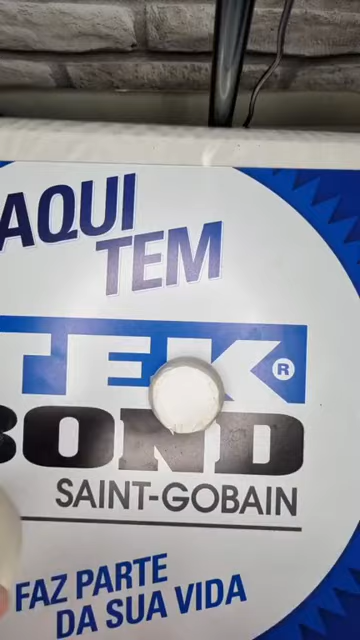 AQUI
TEM
TEK®
BOND
SAINT-GOBAIN
FAZ PARTE
DA SUA VIDA